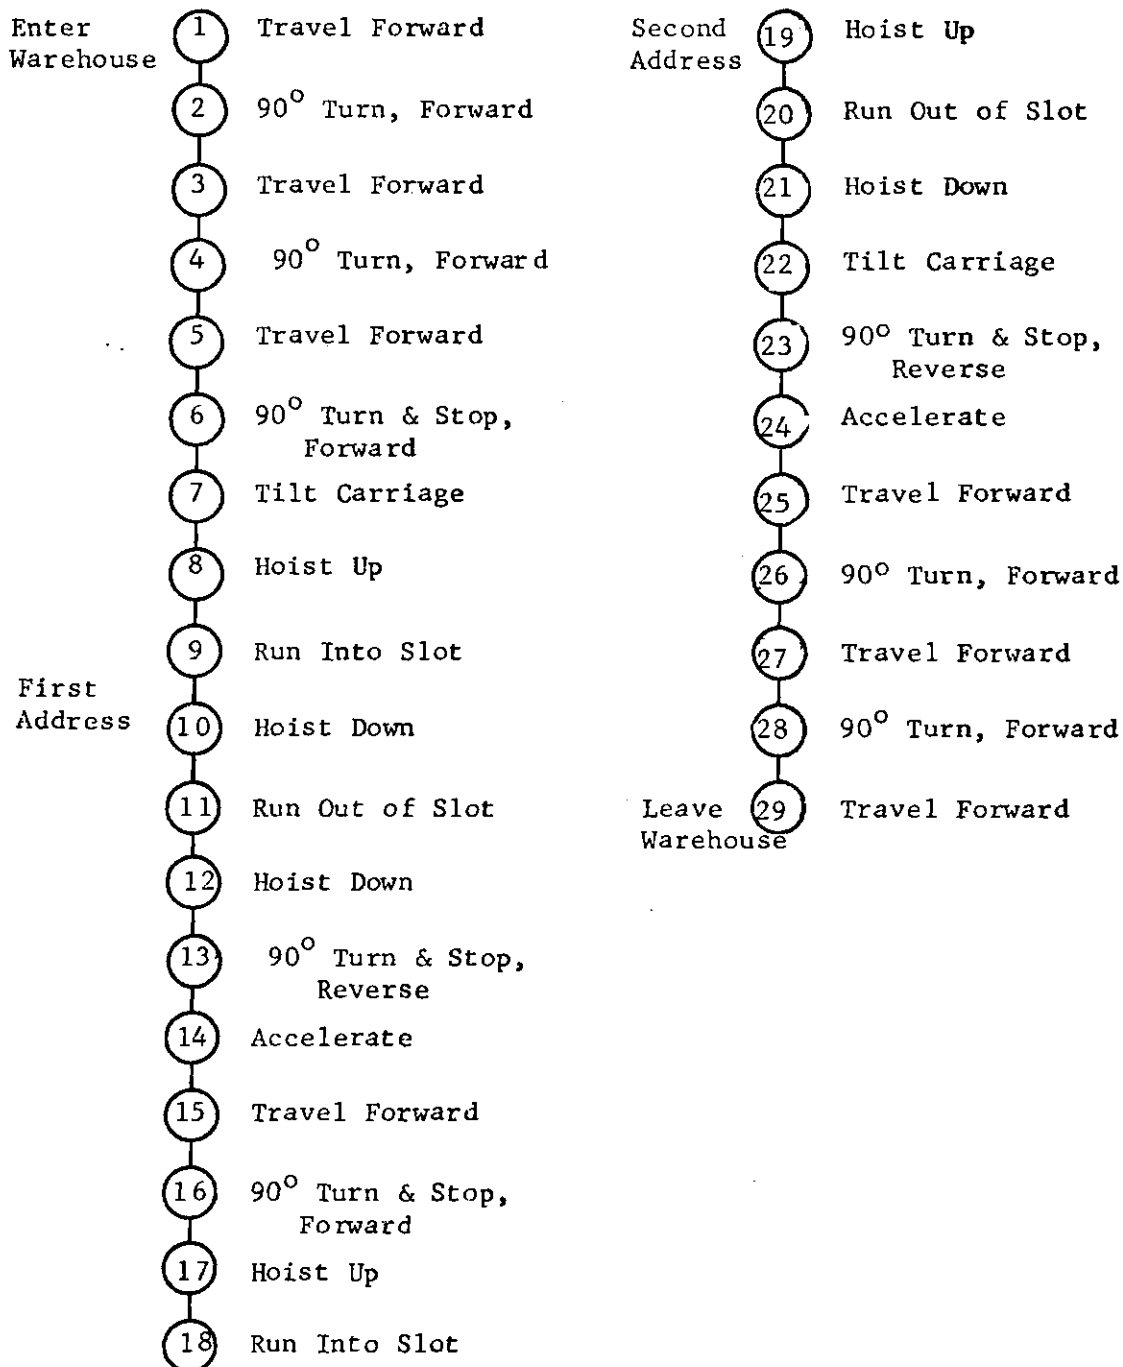 Enter
Warehouse
1 Travel Forward
2 90° Turn, Forward
3 Travel Forward
4 90° Turn, Forward
5 Travel Forward
6 90° Turn & Stop,
Forward
7 Tilt Carriage
8 Hoist Up
9 Run Into Slot
First
Address
10 Hoist Down
11 Run Out of Slot
12 Hoist Down
13 90° Turn & Stop,
Reverse
14 Accelerate
15 Travel Forward
16 90° Turn & Stop,
Forward
17 Hoist Up
18 Run Into Slot
Second
Address
19 Hoist Up
20 Run Out of Slot
21 Hoist Down
22 Tilt Carriage
23 90° Turn & Stop,
Reverse
24 Accelerate
25 Travel Forward
26 90° Turn, Forward
27 Travel Forward
28 90° Turn, Forward
Leave
Warehouse
29 Travel Forward